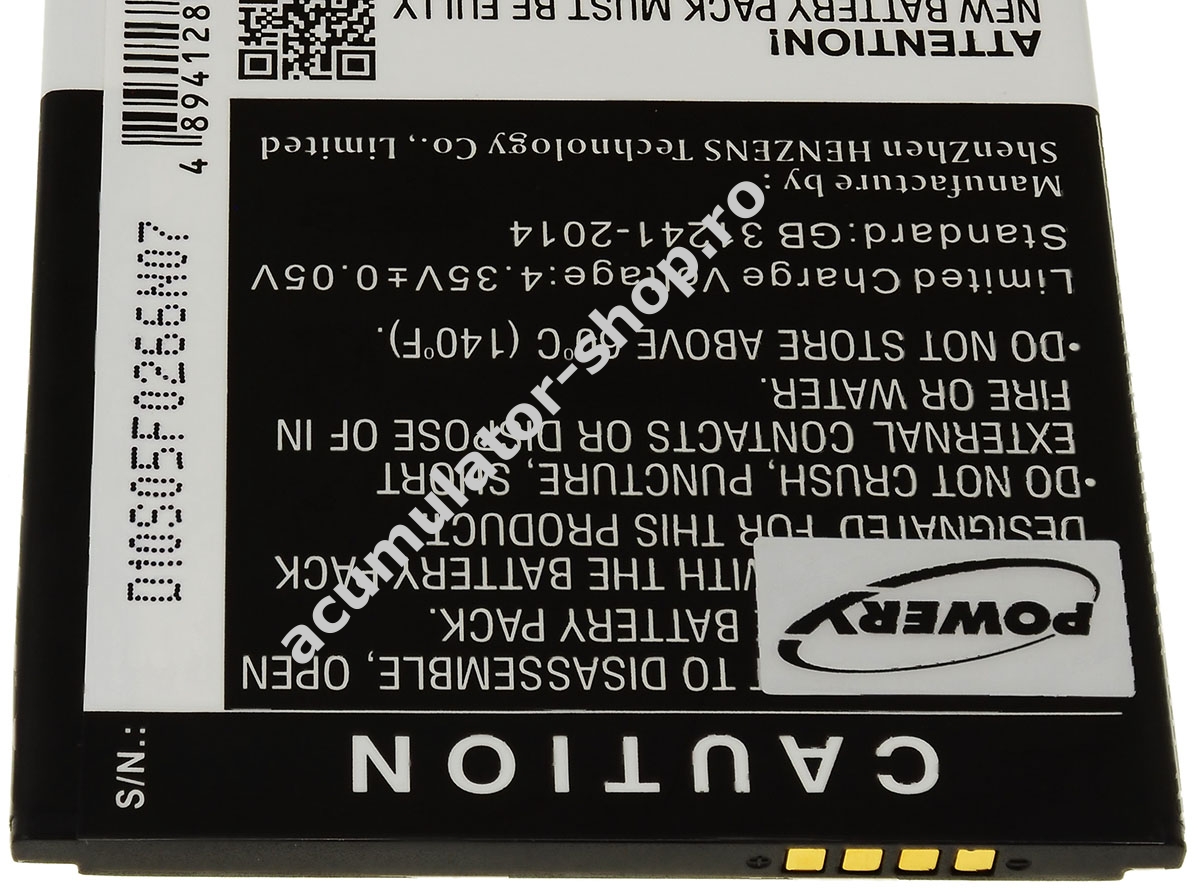 CAUTION
T TO DISASSEMBLE, OPEN
BATTERY PACK.
WITH THE BATTERY PACK
DESIGNATED FOR THIS PRODUCT.
•DO NOT CRUSH, PUNCTURE, SHORT
EXTERNAL CONTACTS OR DISPOSE OF IN
FIRE OR WATER.
•DO NOT STORE ABOVE 60°C (140°F).
Limited Charge Voltage:4.35V±0.05V
Standard:GB 31241-2014
Manufacture by :
ShenZhen HENZENS Technology Co., Limited
ATTENTION!
NEW BATTERY PACK MUST BE FULLY
POWERY
S/N.:
D10505F0266N07
4 894128
acumulator-shop.ro
+ -